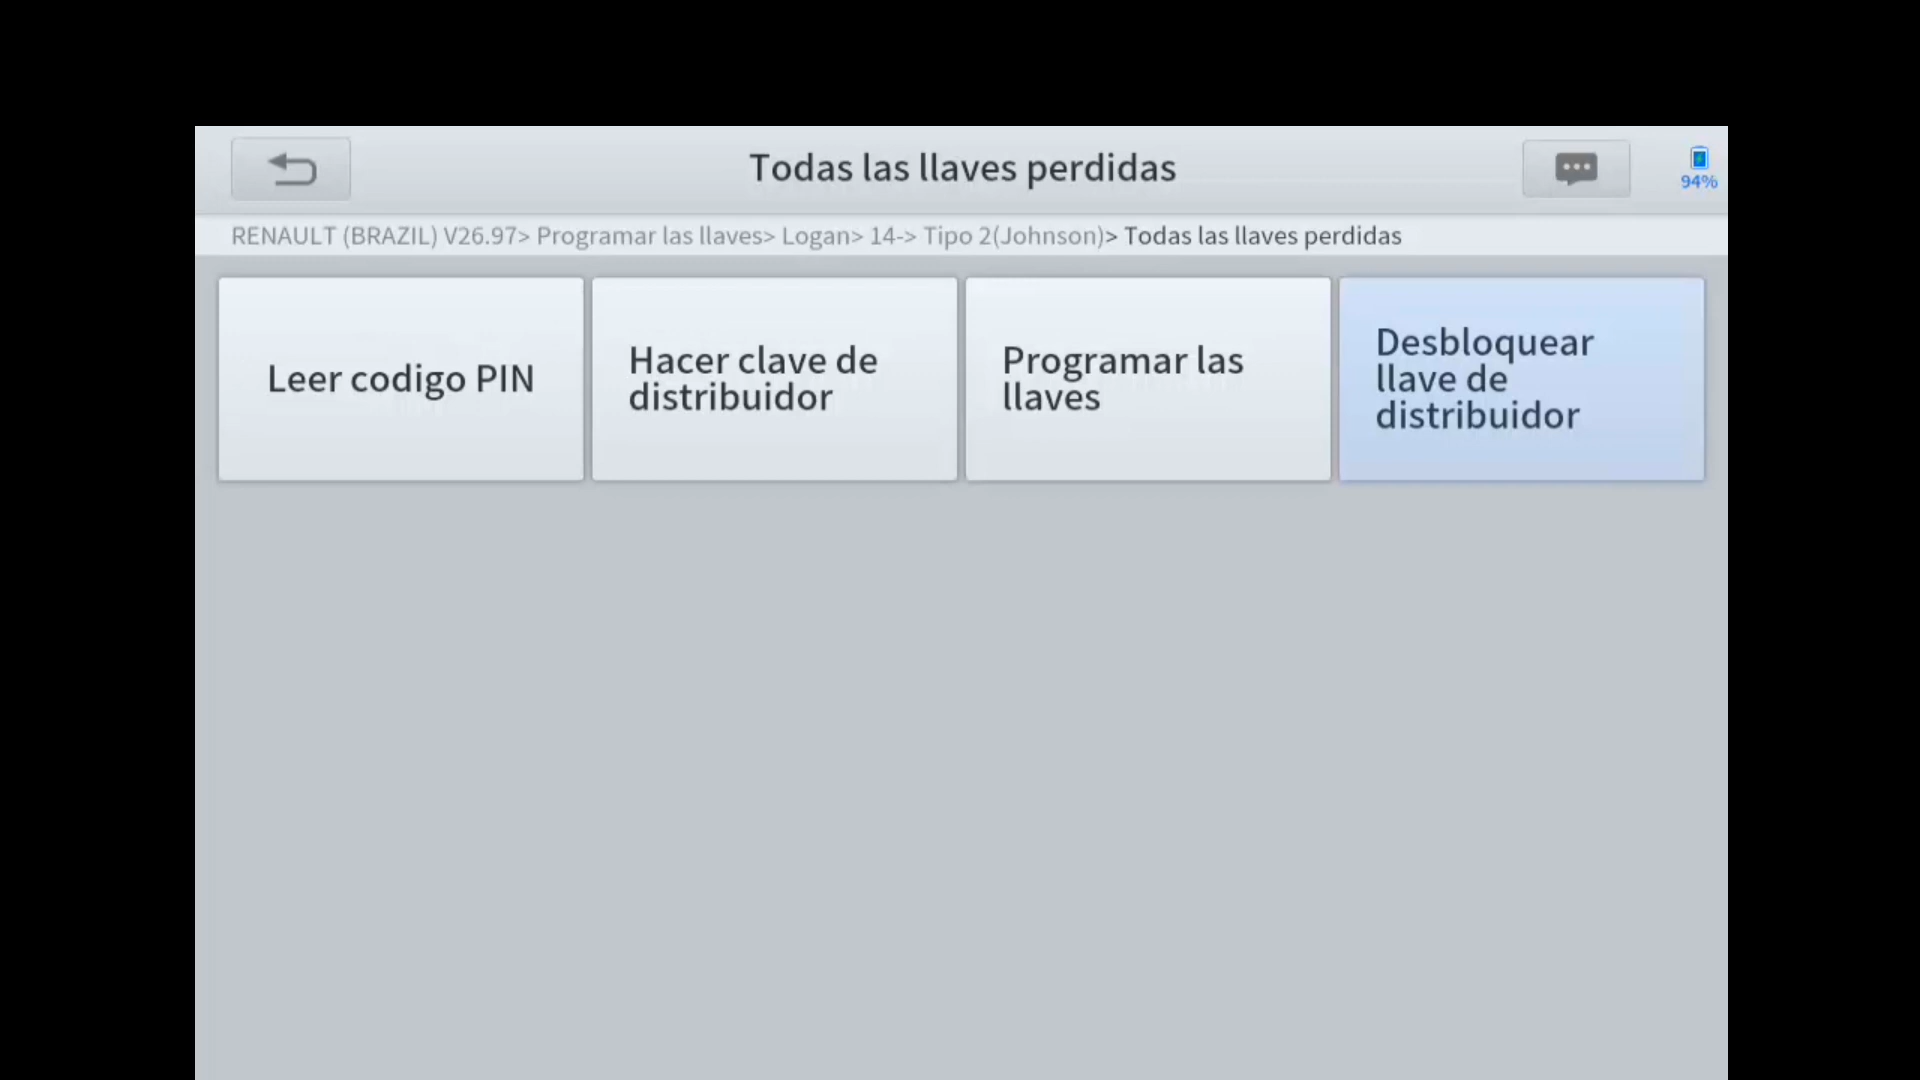 Todas las llaves perdidas
94%
RENAULT (BRAZIL) V26.97> Programar las llaves> Logan> 14-> Tipo 2(Johnson)> Todas las llaves perdidas
Leer codigo PIN
Hacer clave de
distribuidor
Programar las
llaves
Desbloquear
llave de
distribuidor